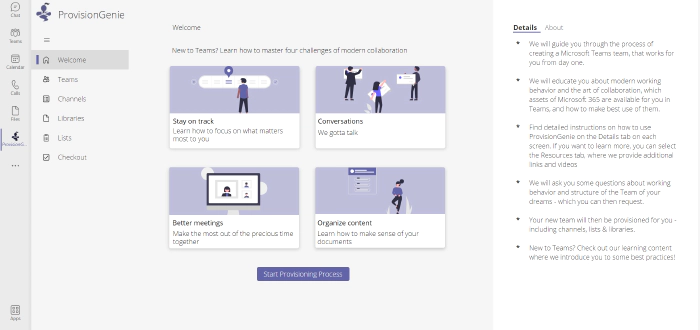 Chat
Teams
Calendar
Calls
Files
ProvisionG...
...
Apps
ProvisionGenie
Welcome
Teams
Channels
Libraries
Lists
Checkout
Welcome
New to Teams? Learn how to master four challenges of modern collaboration
Stay on track
Learn how to focus on what matters
most to you
Conversations
We gotta talk
Better meetings
Make the most out of the precious time
together
Organize content
Learn how to make sense of your
documents
Start Provisioning Process
Details About
* We will guide you through the process of
creating a Microsoft Teams team, that works for
you from day one.
* We will educate you about modern working
behavior and the art of collaboration, which
assets of Microsoft 365 are available for you in
Teams, and how to make best use of them.
* Find detailed instructions on how to use
ProvisionGenie on the Details tab on each
screen. If you want to learn more, you can select
the Resources tab, where we provide additional
links and videos
* We will ask you some questions about working
behavior and structure of the Team of your
dreams - which you can then request.
* Your new team will then be provisioned for you -
including channels, lists & libraries.
* New to Teams? Check out our learning content
where we introduce you to some best practices!